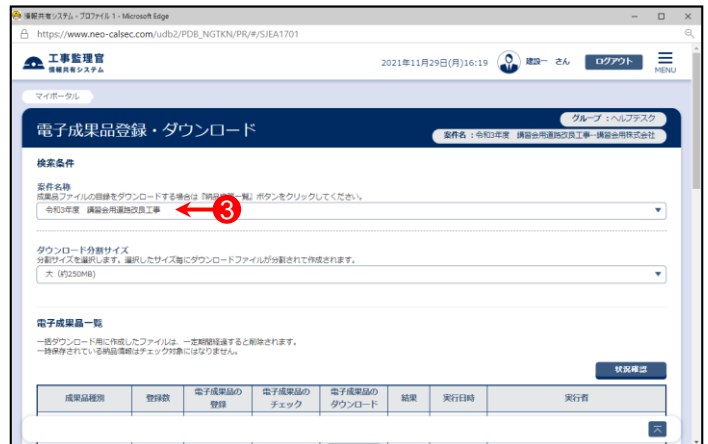 情報共有システム - プロファイル 1 - Microsoft Edge
https://www.neo-calsec.com/udb2/PDB_NGTKN/PR/#/SJEA1701
工事監理官
情報共有システム
2021年11月29日(月)16:19
建設一 さん
ログアウト
MENU
マイポータル
電子成果品登録・ダウンロード
グループ：ヘルプデスク
案件名：令和3年度 講習会用道路改良工事--講習会用株式会社
検索条件
案件名称
成果品ファイルの目録をダウンロードする場合は『納品 一覧』ボタンをクリックしてください。
令和3年度 講習会用道路改良工事
3
ダウンロード分割サイズ
分割サイズを選択します。選択したサイズ毎にダウンロードファイルが分割されて作成されます。
大 (約250MB)
電子成果品一覧
一括ダウンロード用に作成したファイルは、一定期間経過すると削除されます。
一時保存されている納品情報はチェック対象にはなりません。
状況確認
成果品種別 登録数 電子成果品の登録 電子成果品のチェック 電子成果品のダウンロード 結果 実行日時 実行者